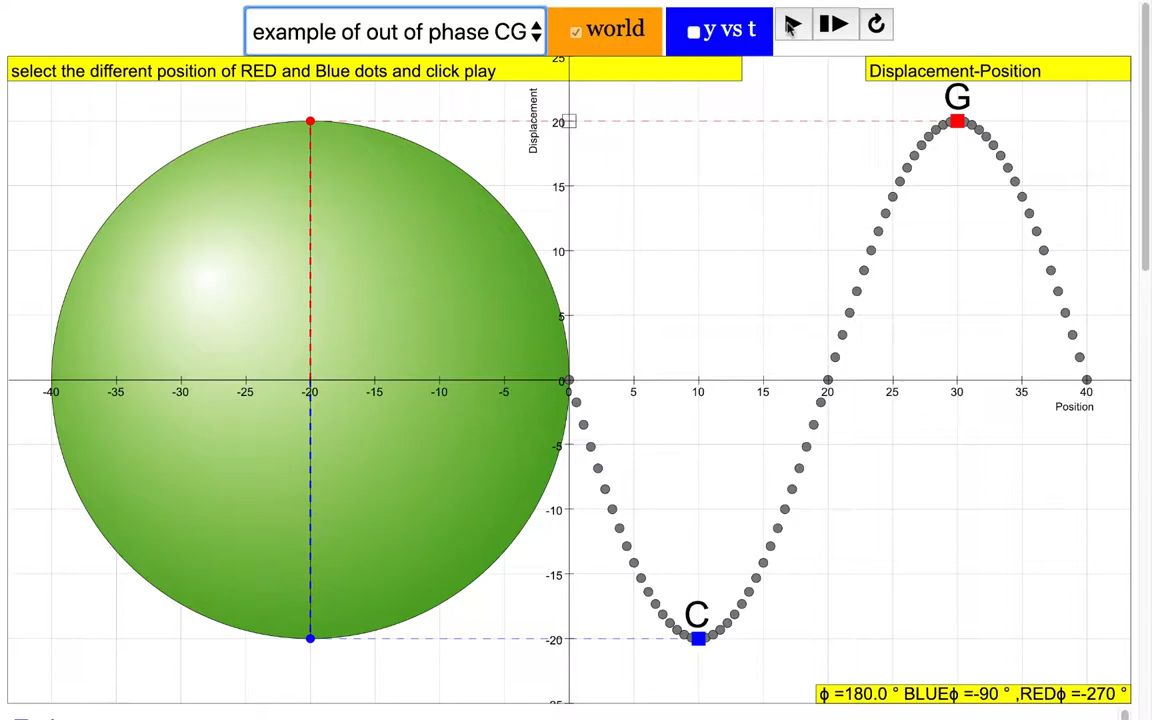 example of out of phase CG
world
y vs t
select the different position of RED and Blue dots and click play
Displacement-Position
G
C
Displacement
25
20
15
10
5
0
-5
-10
-15
-20
-40 -35 -30 -25 -20 -15 -10 -5 0 5 10 15 20 25 30 35 40
Position
ϕ =180.0 ° BLUEϕ =-90 ° ,REDϕ =-270 °